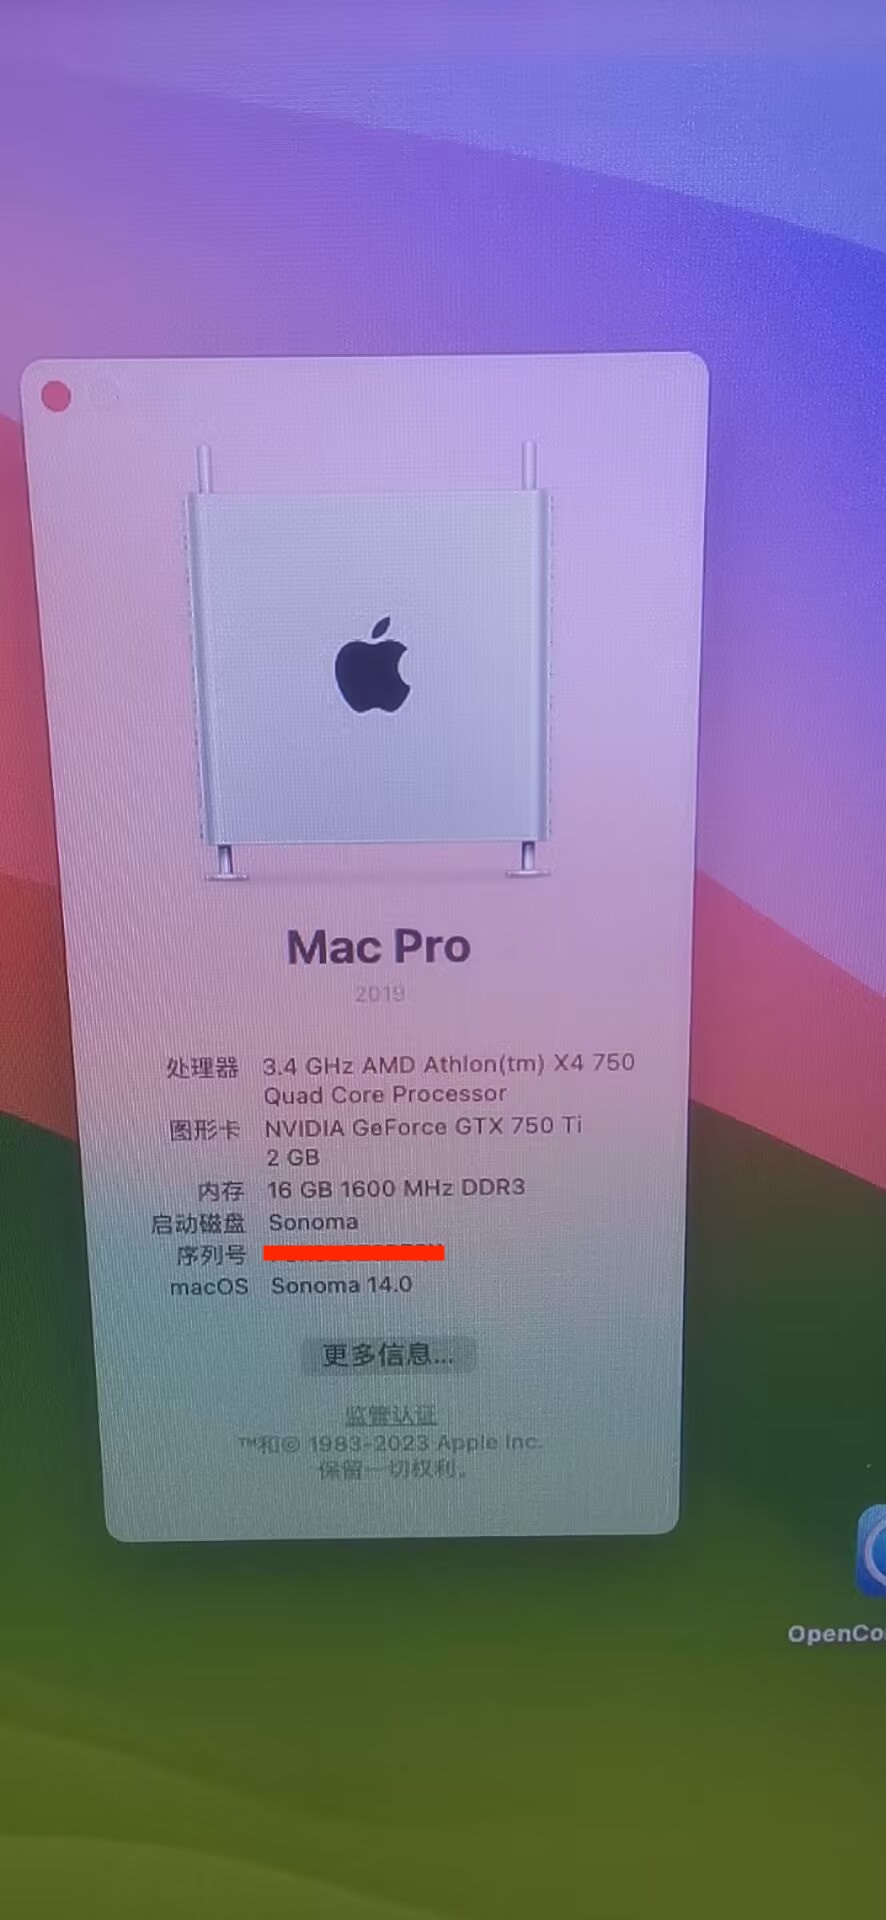 Mac Pro
2019
处理器 3.4 GHz AMD Athlon(tm) X4 750
Quad Core Processor
图形卡 NVIDIA GeForce GTX 750 Ti
2 GB
内存 16 GB 1600 MHz DDR3
启动磁盘 Sonoma
序列号
macOS Sonoma 14.0
更多信息...
监管认证
™和© 1983-2023 Apple Inc.
保留一切权利。
OpenCo